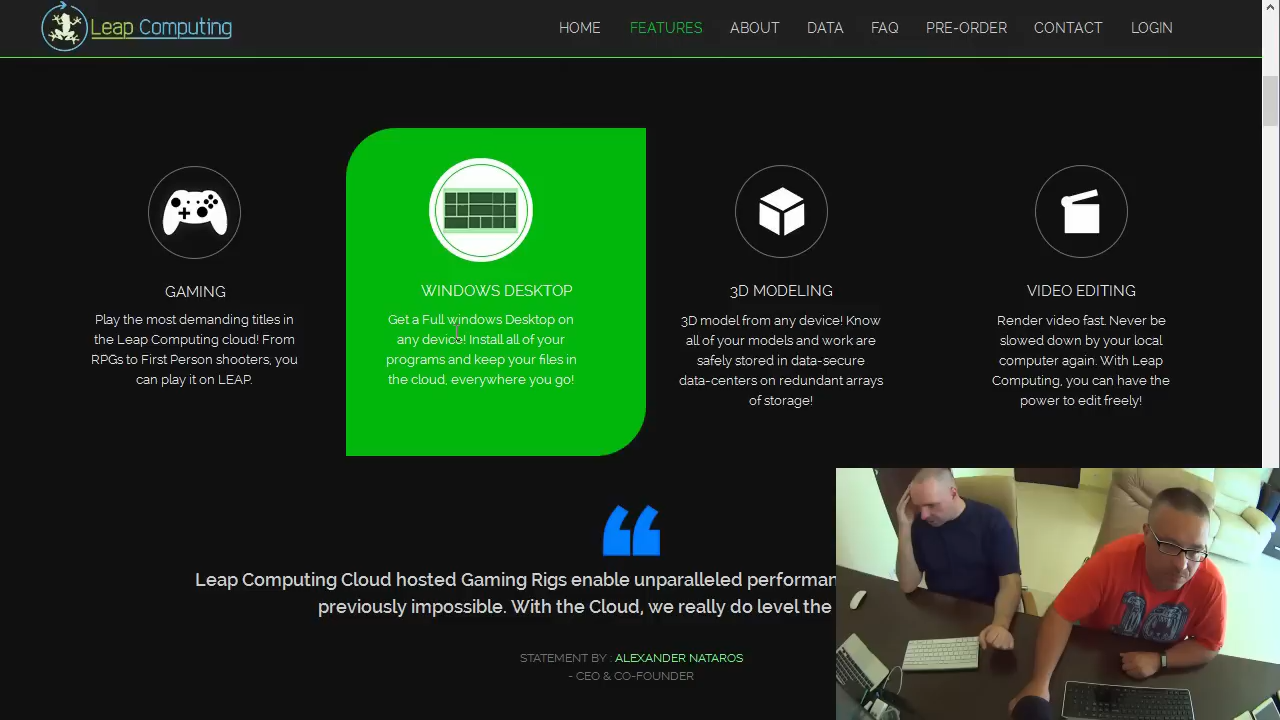 Leap Computing
HOME FEATURES ABOUT DATA FAQ PRE-ORDER CONTACT LOGIN
GAMING
Play the most demanding titles in
the Leap Computing cloud! From
RPGs to First Person shooters, you
can play it on LEAP.
WINDOWS DESKTOP
Get a Full windows Desktop on
any device! Install all of your
programs and keep your files in
the cloud, everywhere you go!
3D MODELING
3D model from any device! Know
all of your models and work are
safely stored in data-secure
data-centers on redundant arrays
of storage!
VIDEO EDITING
Render video fast. Never be
slowed down by your local
computer again. With Leap
Computing, you can have the
power to edit freely!
Leap Computing Cloud hosted Gaming Rigs enable unparalleled
previously impossible. With the Cloud, we really do level the
STATEMENT BY : ALEXANDER NATAROS
- CEO & CO-FOUNDER